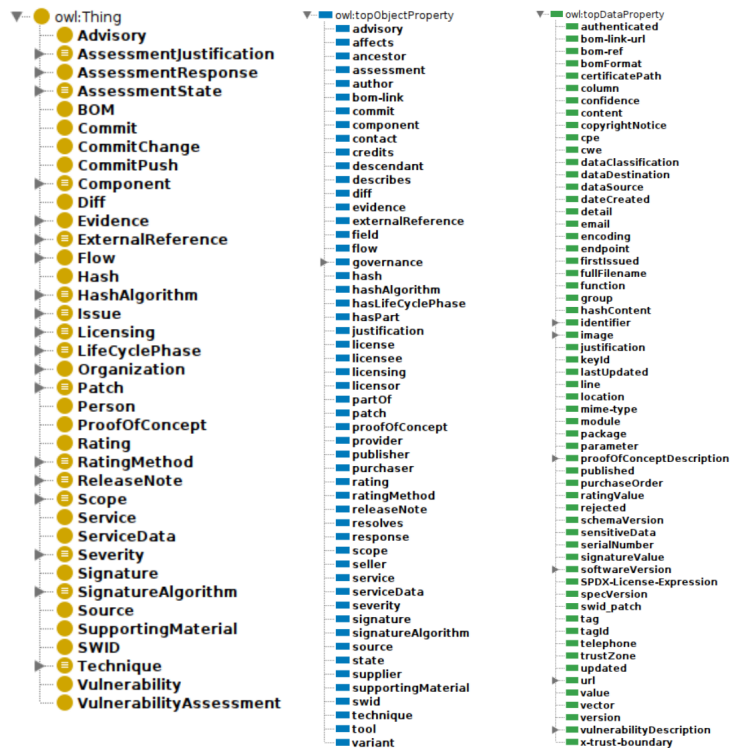 owl:Thing
Advisory
AssessmentJustification
AssessmentResponse
AssessmentState
BOM
Commit
CommitChange
CommitPush
Component
Diff
Evidence
ExternalReference
Flow
Hash
HashAlgorithm
Issue
Licensing
LifeCyclePhase
Organization
Patch
Person
ProofOfConcept
Rating
RatingMethod
ReleaseNote
Scope
Service
ServiceData
Severity
Signature
SignatureAlgorithm
Source
SupportingMaterial
SWID
Technique
Vulnerability
VulnerabilityAssessment
owl:topObjectProperty
advisory
affects
ancestor
assessment
author
bom-link
commit
component
contact
credits
descendant
describes
diff
evidence
externalReference
field
flow
governance
hash
hashAlgorithm
hasLifeCyclePhase
hasPart
justification
license
licensee
licensing
licensor
partOf
patch
proofOfConcept
provider
publisher
purchaser
rating
ratingMethod
releaseNote
resolves
response
scope
seller
service
serviceData
severity
signature
signatureAlgorithm
source
state
supplier
supportingMaterial
swid
technique
tool
variant
owl:topDataProperty
authenticated
bom-link-url
bom-ref
bomFormat
certificatePath
column
confidence
content
copyrightNotice
cpe
cwe
dataClassification
dataDestination
dataSource
dateCreated
detail
email
encoding
endpoint
firstIssued
fullFilename
function
group
hashContent
identifier
image
justification
keyId
lastUpdated
line
location
mime-type
module
package
parameter
proofOfConceptDescription
published
purchaseOrder
ratingValue
rejected
schemaVersion
sensitiveData
serialNumber
signatureValue
softwareVersion
SPDX-License-Expression
specVersion
swid_patch
tag
tagId
telephone
trustZone
updated
url
value
vector
version
vulnerabilityDescription
x-trust-boundary